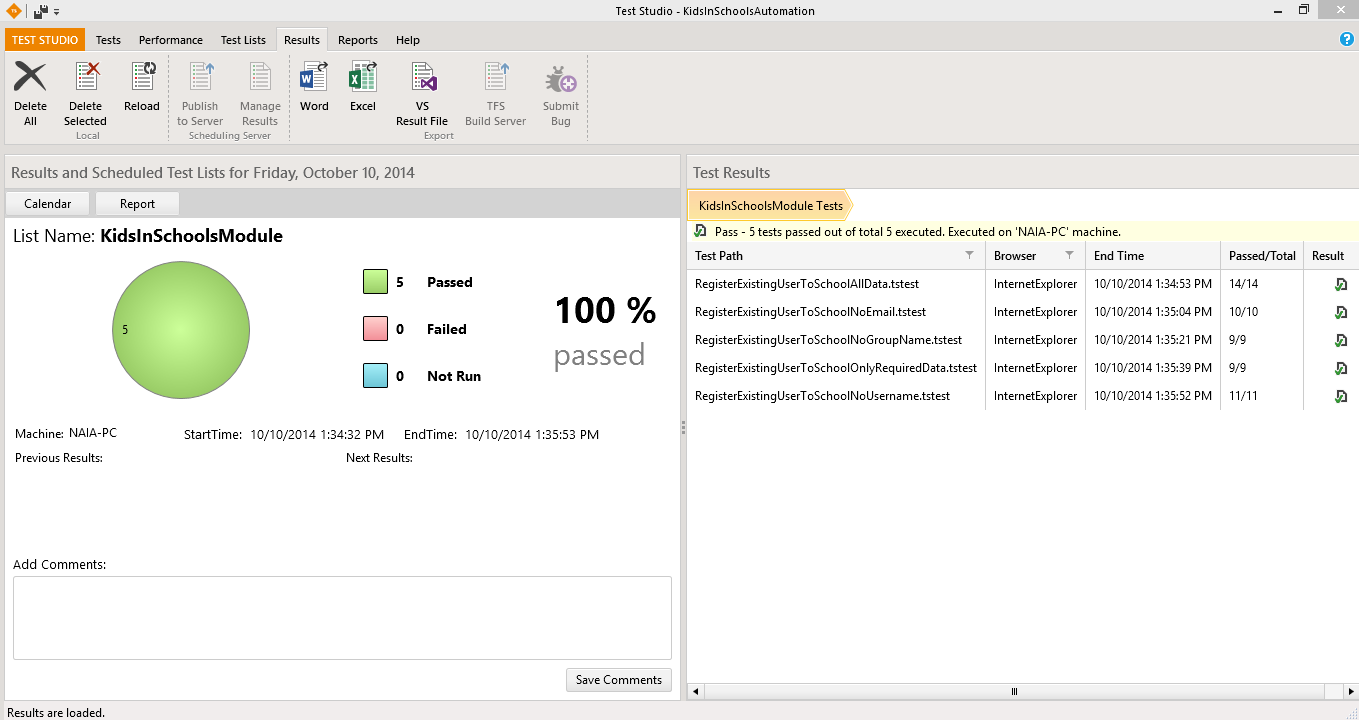 Test Studio - KidsInSchoolsAutomation
TEST STUDIO Tests Performance Test Lists Results Reports Help
Delete All
Delete Selected
Reload
Local
Publish to Server
Manage Results
Scheduling Server
Word
Excel
VS Result File
TFS Build Server
Submit Bug
Export
Results and Scheduled Test Lists for Friday, October 10, 2014
Calendar Report
List Name: KidsInSchoolsModule
5
5 Passed
0 Failed
0 Not Run
100 %
passed
Machine: NAIA-PC StartTime: 10/10/2014 1:34:32 PM EndTime: 10/10/2014 1:35:53 PM
Previous Results: Next Results:
Add Comments:
Save Comments
Test Results
KidsInSchoolsModule Tests
Pass - 5 tests passed out of total 5 executed. Executed on 'NAIA-PC' machine.
Test Path Browser End Time Passed/Total Result
RegisterExistingUserToSchoolAllData.tstest InternetExplorer 10/10/2014 1:34:53 PM 14/14
RegisterExistingUserToSchoolNoEmail.tstest InternetExplorer 10/10/2014 1:35:04 PM 10/10
RegisterExistingUserToSchoolNoGroupName.tstest InternetExplorer 10/10/2014 1:35:21 PM 9/9
RegisterExistingUserToSchoolOnlyRequiredData.tstest InternetExplorer 10/10/2014 1:35:39 PM 9/9
RegisterExistingUserToSchoolNoUsername.tstest InternetExplorer 10/10/2014 1:35:52 PM 11/11
Results are loaded.